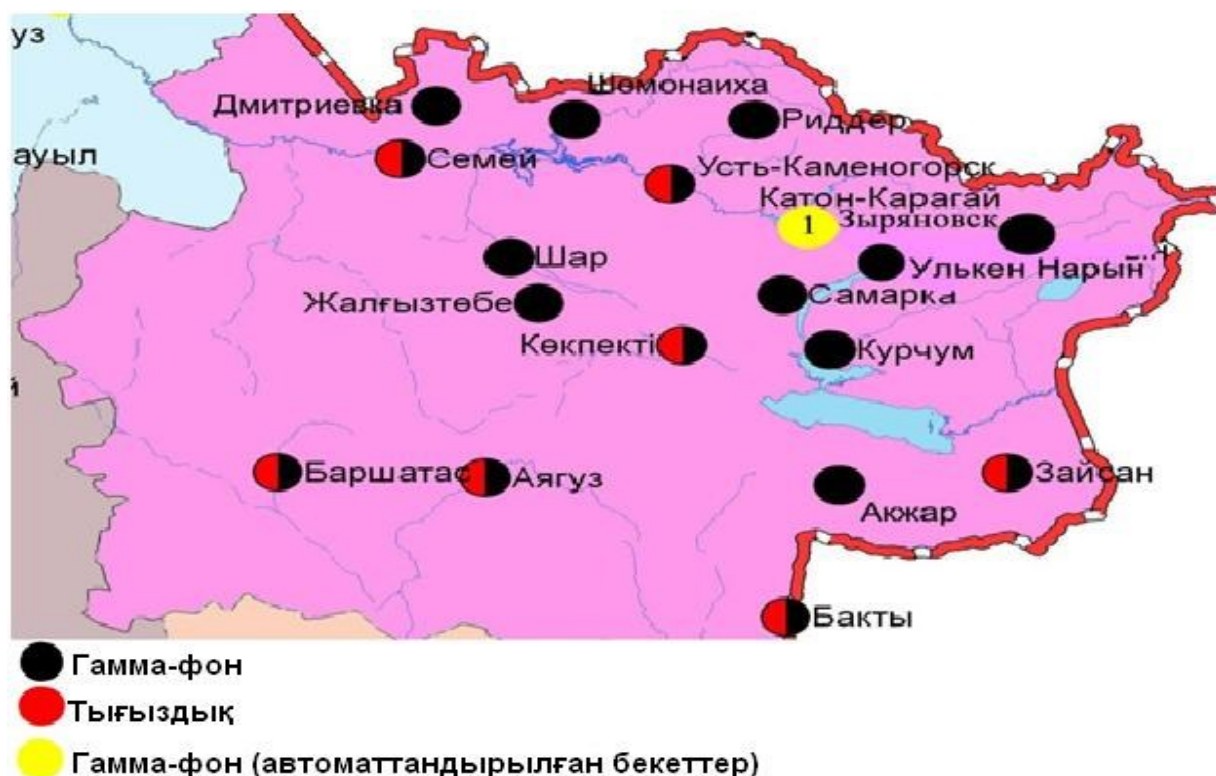 уз
Шемонаиха
Дмитриевка
Риддер
ауыл
Семей
Усть-Каменогорск
Катон-Карагай
1
Зыряновск
Шар
Улькен Нарын
Самарка
Жалғызтөбе
Көкпекті
Курчум
й
Баршатас
Аягуз
Зайсан
Акжар
Бакты
Гамма-фон
Тығыздық
Гамма-фон (автоматтандырылған бекеттер)